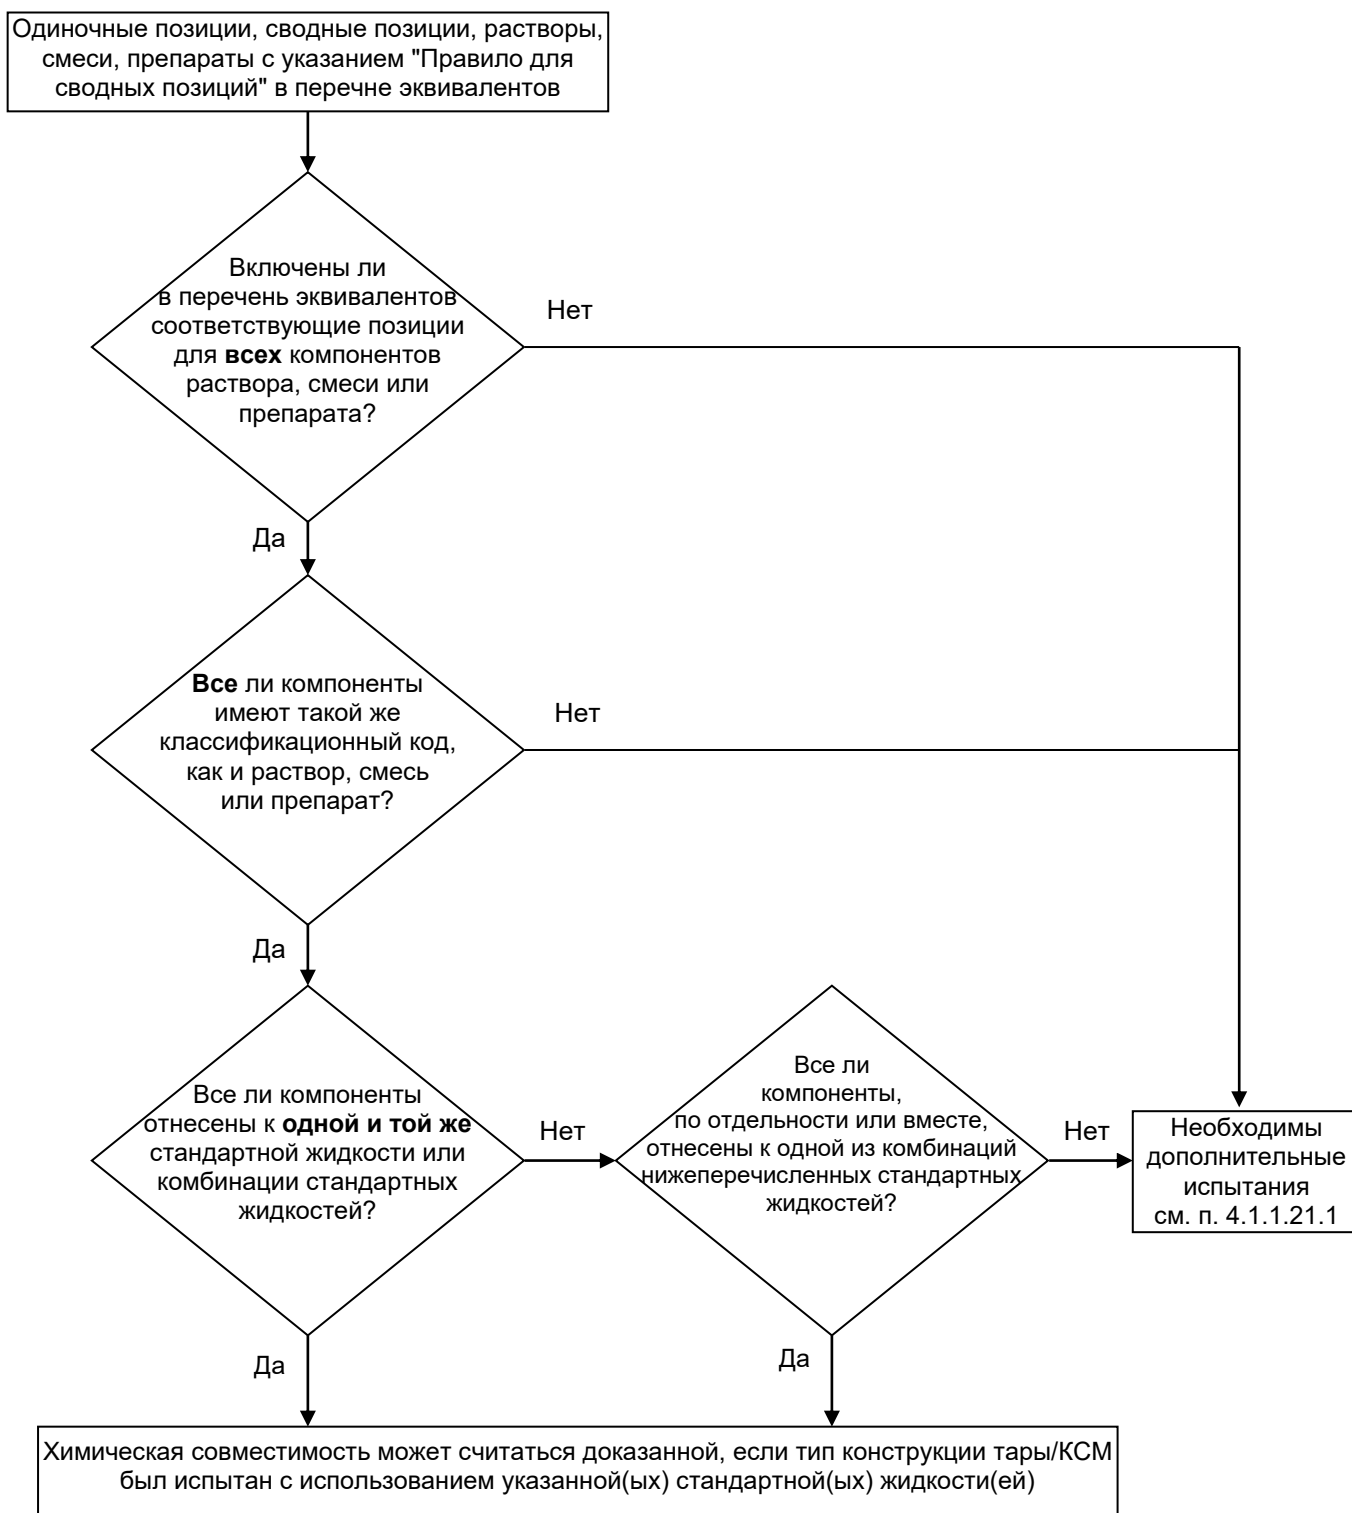 Одиночные позиции, сводные позиции, растворы,
смеси, препараты с указанием "Правило для
сводных позиций" в перечне эквивалентов
Включены ли
в перечень эквивалентов
соответствующие позиции
для всех компонентов
раствора, смеси или
препарата?
Нет
Да
Все ли компоненты
имеют такой же
классификационный код,
как и раствор, смесь
или препарат?
Нет
Да
Все ли компоненты
отнесены к одной и той же
стандартной жидкости или
комбинации стандартных
жидкостей?
Нет
Все ли
компоненты,
по отдельности или вместе,
отнесены к одной из комбинаций
нижеперечисленных стандартных
жидкостей?
Нет
Необходимы
дополнительные
испытания
см. п. 4.1.1.21.1
Да
Да
Химическая совместимость может считаться доказанной, если тип конструкции тары/КСМ
был испытан с использованием указанной(ых) стандартной(ых) жидкости(ей)